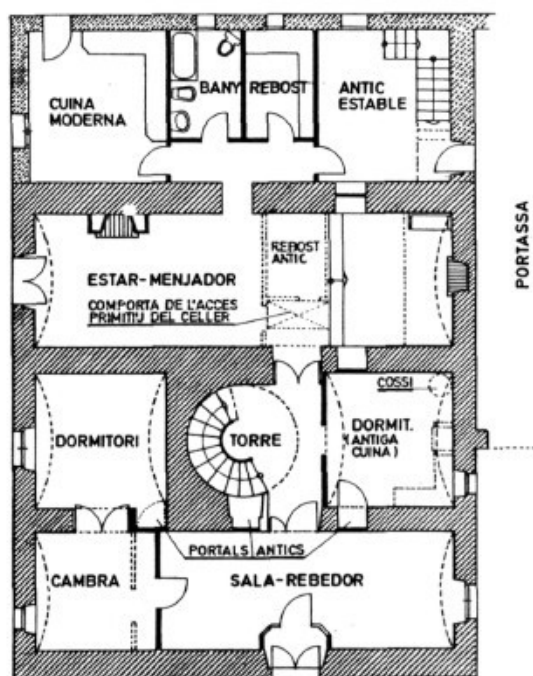 CUINA
MODERNA
BANY
REBOST
ANTIC
ESTABLE
PORTASSA
REBOST
ANTIC
ESTAR-MENJADOR
COMPORTA DE L'ACCES
PRIMITIU DEL CELLER
COSSI
DORMITORI
TORRE
DORMIT.
(ANTIGA
CUINA)
PORTALS ANTICS
CAMBRA
SALA-REBEDOR